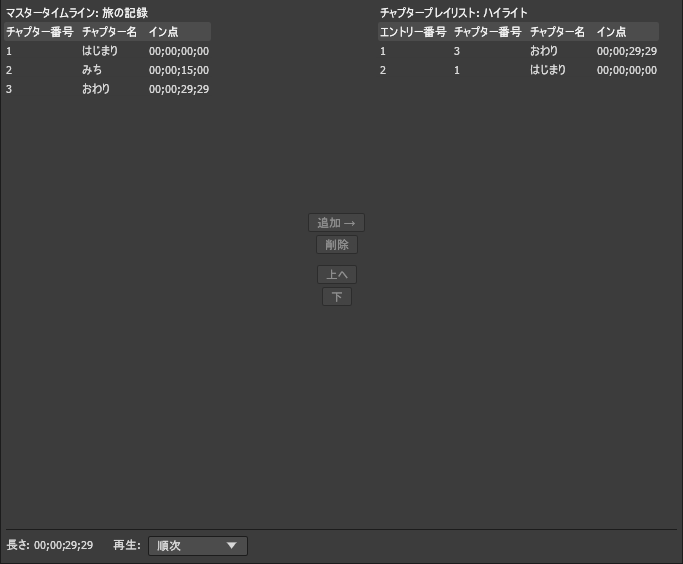 マスタータイムライン: 旅の記録
チャプター番号 チャプター名 イン点
1 はじまり 00;00;00;00
2 みち 00;00;15;00
3 おわり 00;00;29;29
チャプタープレイリスト: ハイライト
エントリー番号 チャプター番号 チャプター名 イン点
1 3 おわり 00;00;29;29
2 1 はじまり 00;00;00;00
追加 →
削除
上へ
下
長さ: 00;00;29;29 再生: 順次